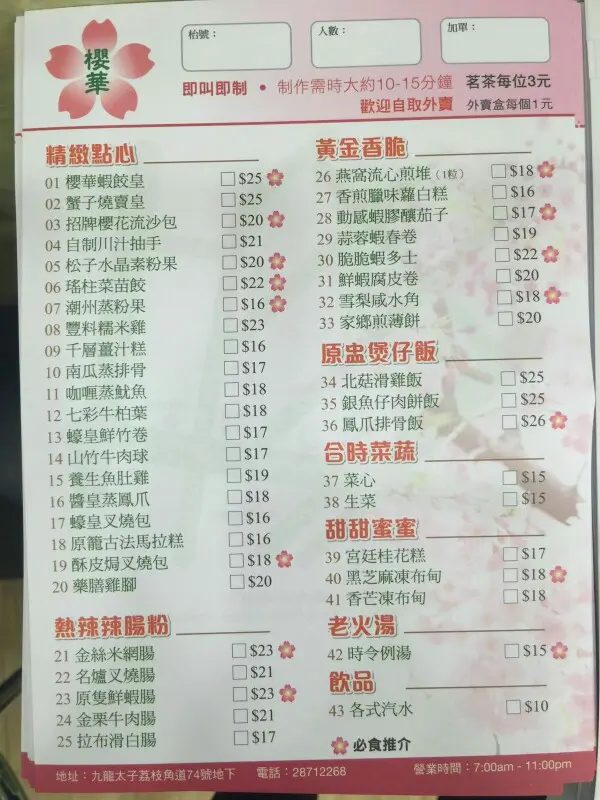 櫻華
枱號：
人數：
加單：
即叫即制 • 制作需時大約10-15分鐘 茗茶每位3元
歡迎自取外賣 外賣盒每個1元
精緻點心
01 櫻華蝦餃皇 $25
02 蟹子燒賣皇 $25
03 招牌櫻花流沙包 $20
04 自制川汁抽手 $21
05 松子水晶素粉果 $20
06 瑤柱菜苗餃 $22
07 潮州蒸粉果 $16
08 豐料糯米雞 $23
09 千層薑汁糕 $16
10 南瓜蒸排骨 $17
11 咖喱蒸魷魚 $18
12 七彩牛柏葉 $18
13 蠔皇鮮竹卷 $17
14 山竹牛肉球 $17
15 養生魚肚雞 $19
16 醬皇蒸鳳爪 $18
17 蠔皇叉燒包 $16
18 原籠古法馬拉糕 $16
19 酥皮焗叉燒包 $18
20 藥膳雞腳 $20
熱辣辣腸粉
21 金絲米網腸 $23
22 名爐叉燒腸 $21
23 原隻鮮蝦腸 $23
24 金栗牛肉腸 $21
25 拉布滑白腸 $17
黃金香脆
26 燕窩流心煎堆（1粒） $18
27 香煎臘味蘿白糕 $16
28 動感蝦膠釀茄子 $17
29 蒜蓉蝦春卷 $19
30 脆脆蝦多士 $22
31 鮮蝦腐皮卷 $20
32 雪梨咸水角 $18
33 家鄉煎薄餅 $20
原盅煲仔飯
34 北菇滑雞飯 $25
35 銀魚仔肉餅飯 $25
36 鳳爪排骨飯 $26
合時菜蔬
37 菜心 $15
38 生菜 $15
甜甜蜜蜜
39 宮廷桂花糕 $17
40 黑芝麻凍布甸 $18
41 香芒凍布甸 $18
老火湯
42 時令例湯 $15
飲品
43 各式汽水 $10
必食推介
地址：九龍太子荔枝角道74號地下 電話：28712268 營業時間：7:00am - 11:00pm